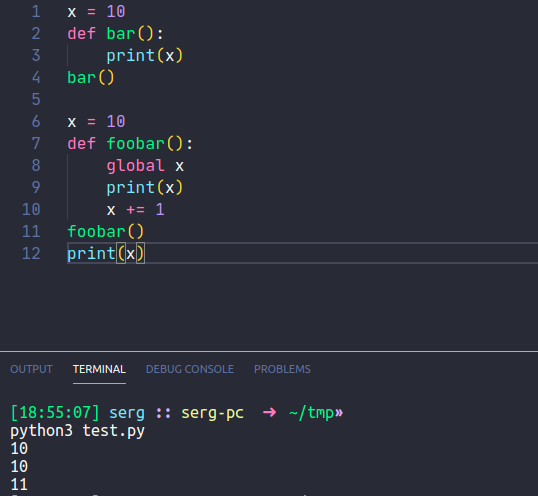 1 x = 10
2 def bar():
3     print(x)
4 bar()
5
6 x = 10
7 def foobar():
8     global x
9     print(x)
10     x += 1
11 foobar()
12 print(x)
OUTPUT TERMINAL DEBUG CONSOLE PROBLEMS
[18:55:07] serg :: serg-pc ➜ ~/tmp»
python3 test.py
10
10
11